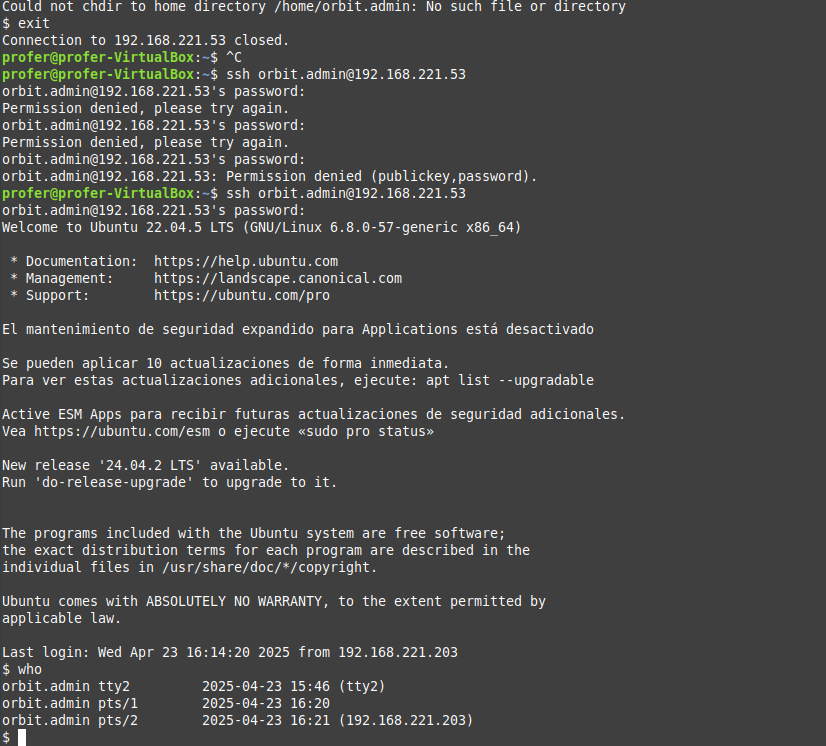 Could not chdir to home directory /home/orbit.admin: No such file or directory
$ exit
Connection to 192.168.221.53 closed.
profer@profer-VirtualBox:~$ ^C
profer@profer-VirtualBox:~$ ssh orbit.admin@192.168.221.53
orbit.admin@192.168.221.53's password:
Permission denied, please try again.
orbit.admin@192.168.221.53's password:
Permission denied, please try again.
orbit.admin@192.168.221.53's password:
orbit.admin@192.168.221.53: Permission denied (publickey,password).
profer@profer-VirtualBox:~$ ssh orbit.admin@192.168.221.53
orbit.admin@192.168.221.53's password:
Welcome to Ubuntu 22.04.5 LTS (GNU/Linux 6.8.0-57-generic x86_64)

 * Documentation:  https://help.ubuntu.com
 * Management:     https://landscape.canonical.com
 * Support:        https://ubuntu.com/pro

El mantenimiento de seguridad expandido para Applications está desactivado

Se pueden aplicar 10 actualizaciones de forma inmediata.
Para ver estas actualizaciones adicionales, ejecute: apt list --upgradable

Active ESM Apps para recibir futuras actualizaciones de seguridad adicionales.
Vea https://ubuntu.com/esm o ejecute «sudo pro status»

New release '24.04.2 LTS' available.
Run 'do-release-upgrade' to upgrade to it.

The programs included with the Ubuntu system are free software;
the exact distribution terms for each program are described in the
individual files in /usr/share/doc/*/copyright.

Ubuntu comes with ABSOLUTELY NO WARRANTY, to the extent permitted by
applicable law.

Last login: Wed Apr 23 16:14:20 2025 from 192.168.221.203
$ who
orbit.admin tty2         2025-04-23 15:46 (tty2)
orbit.admin pts/1        2025-04-23 16:20
orbit.admin pts/2        2025-04-23 16:21 (192.168.221.203)
$